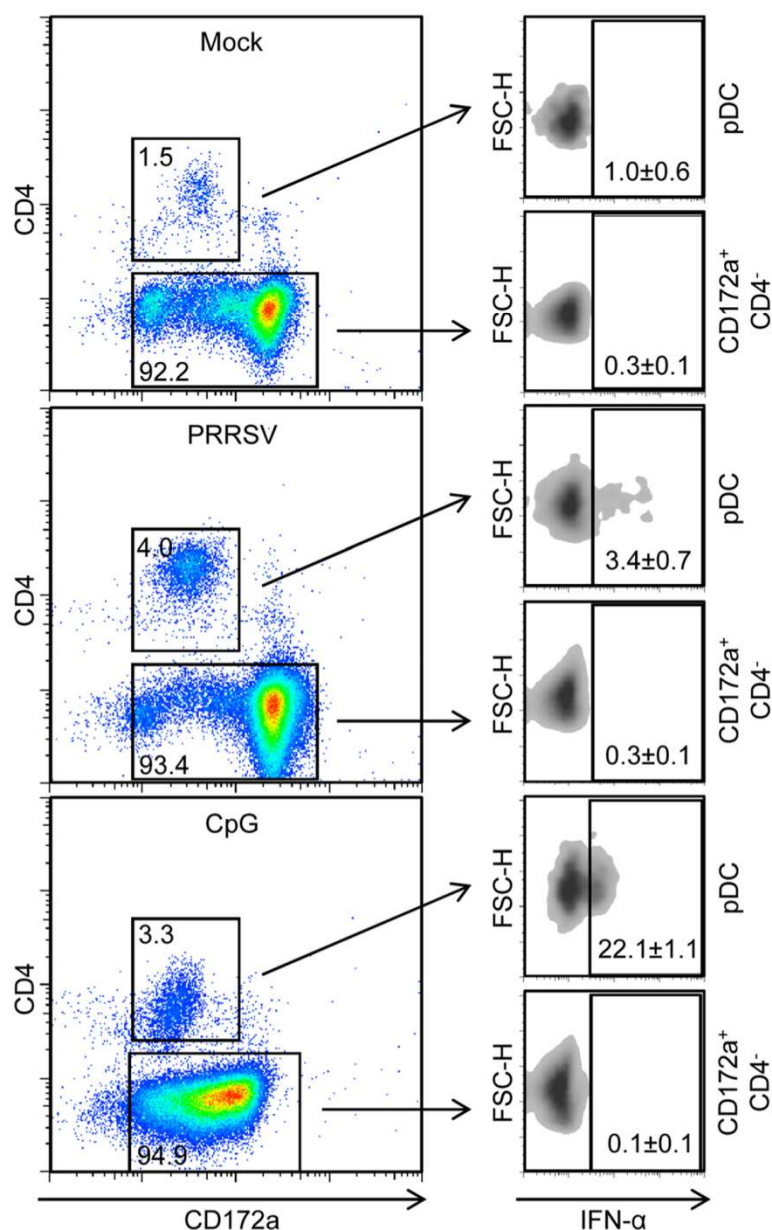 Mock
1.5
92.2
CD4
FSC-H
1.0±0.6
pDC
FSC-H
0.3±0.1
CD172a+
CD4-
PRRSV
4.0
93.4
CD4
FSC-H
3.4±0.7
pDC
FSC-H
0.3±0.1
CD172a+
CD4-
CpG
3.3
94.9
CD4
FSC-H
22.1±1.1
pDC
FSC-H
0.1±0.1
CD172a+
CD4-
CD172a
IFN-α